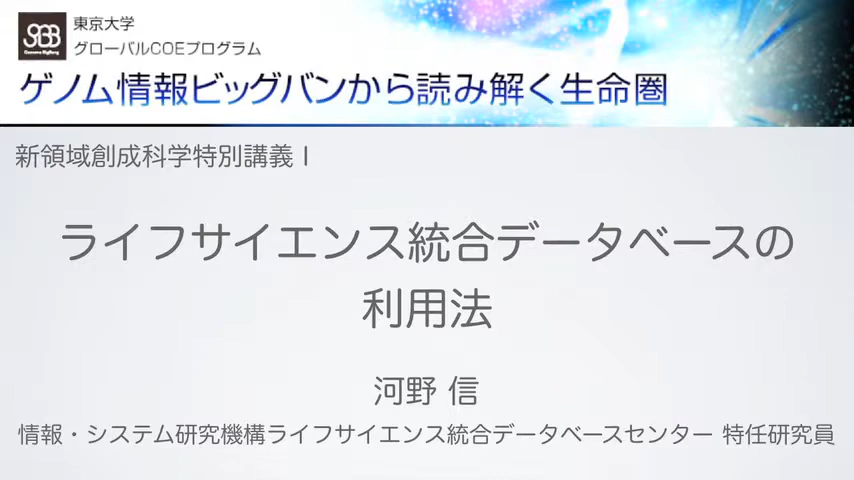 東京大学
グローバルCOEプログラム
ゲノム情報ビッグバンから読み解く生命圏
新領域創成科学特別講義Ⅰ
ライフサイエンス統合データベースの
利用法
河野 信
情報・システム研究機構ライフサイエンス統合データベースセンター 特任研究員